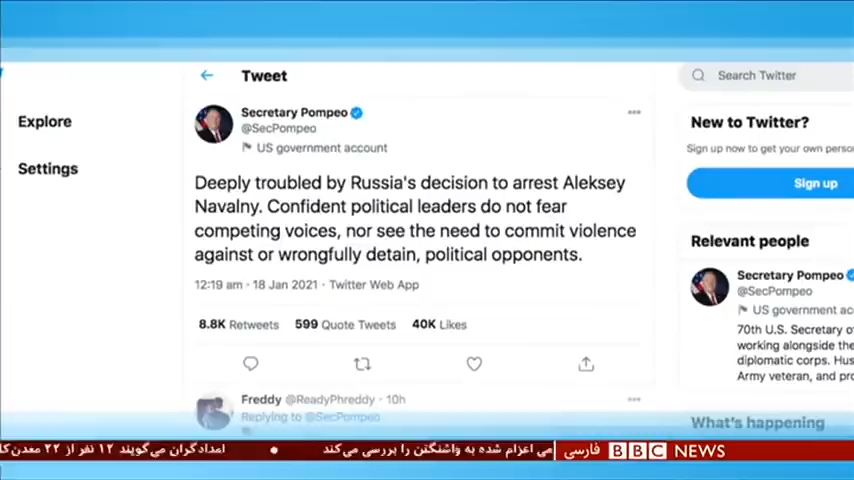 Explore
Settings
Tweet
Secretary Pompeo
@SecPompeo
US government account
Deeply troubled by Russia's decision to arrest Aleksey
Navalny. Confident political leaders do not fear
competing voices, nor see the need to commit violence
against or wrongfully detain, political opponents.
12:19 am · 18 Jan 2021 · Twitter Web App
8.8K Retweets 599 Quote Tweets 40K Likes
Freddy @ReadyPhreddy · 10h
Replying to @SecPompeo
Search Twitter
New to Twitter?
Sign up now to get your own
Sign up
Relevant people
Secretary Pompeo
@SecPompeo
US government
70th U.S. Secretary
working alongside the
diplomatic corps.
Army veteran, and
What's happening
می اعزام شده به واشنگتن را بررسی می‌کند • امدادگران می‌گویند ۱۲ نفر از ۲۲
BBC NEWS فارسی